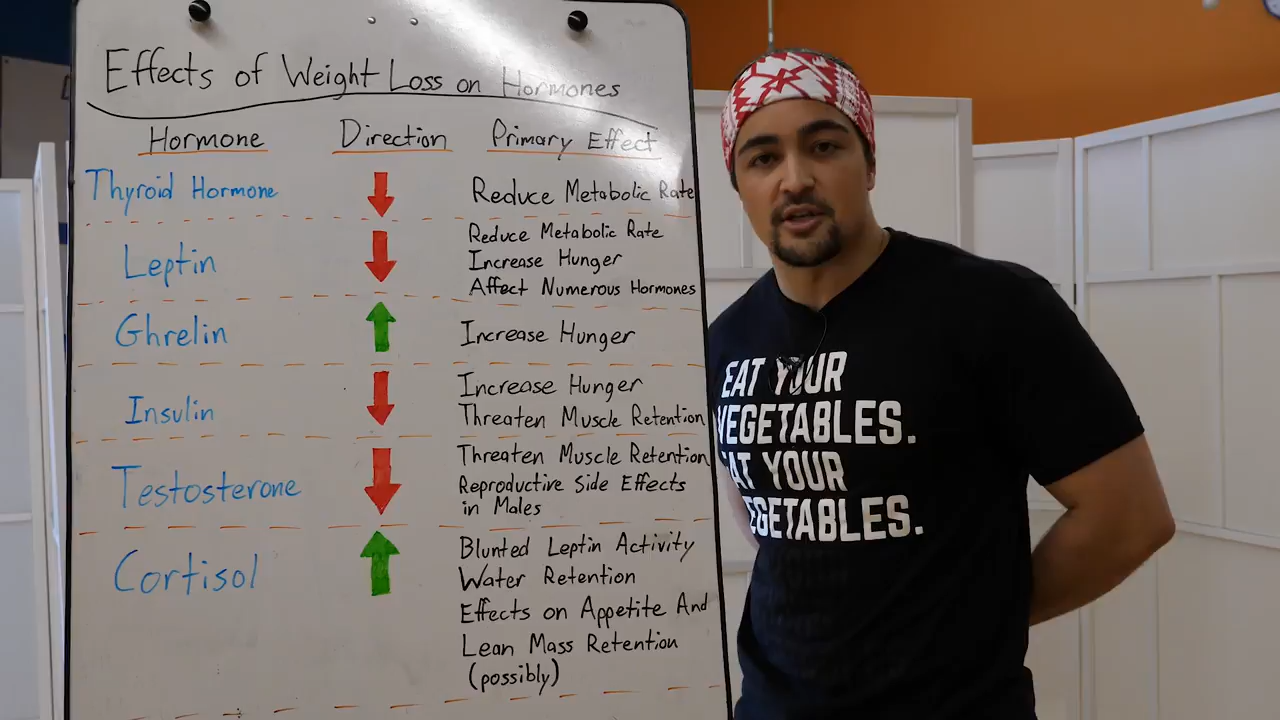 Effects of Weight Loss on Hormones
Hormone Direction Primary Effect
Thyroid Hormone Reduce Metabolic Rate
Leptin Reduce Metabolic Rate
Increase Hunger
Affect Numerous Hormones
Ghrelin Increase Hunger
Insulin Increase Hunger
Threaten Muscle Retention
Testosterone Threaten Muscle Retention
Reproductive Side Effects
in Males
Cortisol Blunted Leptin Activity
Water Retention
Effects on Appetite And
Lean Mass Retention
(possibly)
EAT YOUR
VEGETABLES.
EAT YOUR
VEGETABLES.